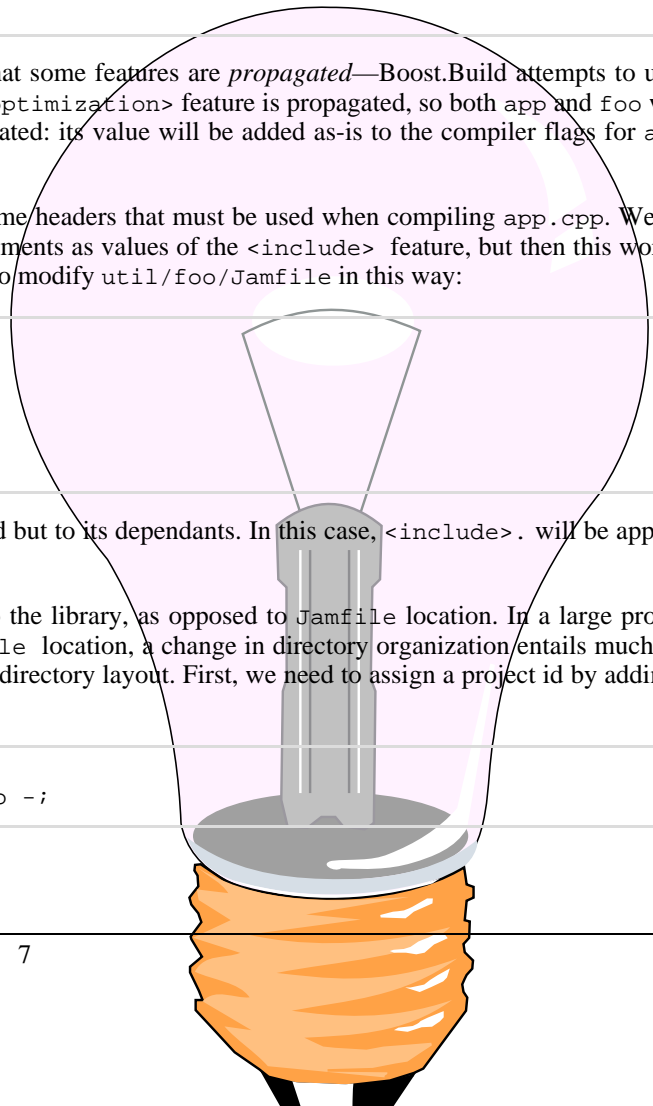 at some features are propagated—Boost.Build attempts to u
optimization> feature is propagated, so both app and foo
ated: its value will be added as-is to the compiler flags for a
me headers that must be used when compiling app.cpp. We
ments as values of the <include> feature, but then this wo
o modify util/foo/Jamfile in this way:
d but to its dependants. In this case, <include>. will be app
the library, as opposed to Jamfile location. In a large pro
le location, a change in directory organization entails much
directory layout. First, we need to assign a project id by addi
-;
7